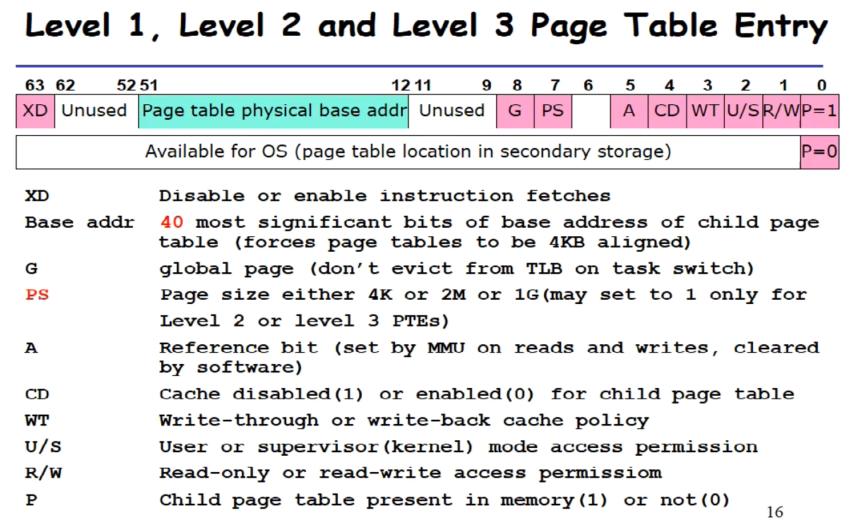 Level 1, Level 2 and Level 3 Page Table Entry
63 62 52 51 12 11 9 8 7 6 5 4 3 2 1 0
XD Unused Page table physical base addr Unused G PS A CD WT U/S R/W P=1
Available for OS (page table location in secondary storage) P=0
XD Disable or enable instruction fetches
Base addr 40 most significant bits of base address of child page
table (forces page tables to be 4KB aligned)
G global page (don't evict from TLB on task switch)
PS Page size either 4K or 2M or 1G(may set to 1 only for
Level 2 or level 3 PTEs)
A Reference bit (set by MMU on reads and writes, cleared
by software)
CD Cache disabled(1) or enabled(0) for child page table
WT Write-through or write-back cache policy
U/S User or supervisor(kernel) mode access permission
R/W Read-only or read-write access permissiom
P Child page table present in memory(1) or not(0)
16